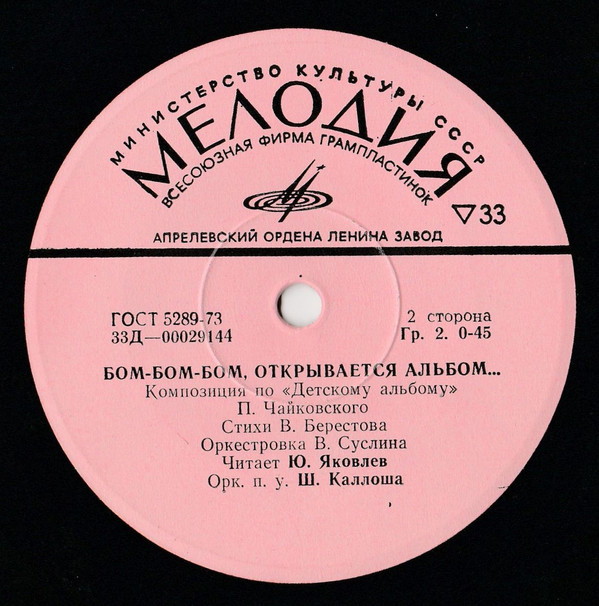 МИНИСТЕРСТВО КУЛЬТУРЫ СССР
МЕЛОДИЯ
ВСЕСОЮЗНАЯ ФИРМА ГРАМПЛАСТИНОК
33
АПРЕЛЕВСКИЙ ОРДЕНА ЛЕНИНА ЗАВОД
ГОСТ 5289-73 2 сторона
33Д—00029144 Гр. 2. 0-45
БОМ-БОМ-БОМ, ОТКРЫВАЕТСЯ АЛЬБОМ...
Композиция по «Детскому альбому»
П. Чайковского
Стихи В. Берестова
Оркестровка В. Суслина
Читает Ю. Яковлев
Орк. п. у. Ш. Каллоша